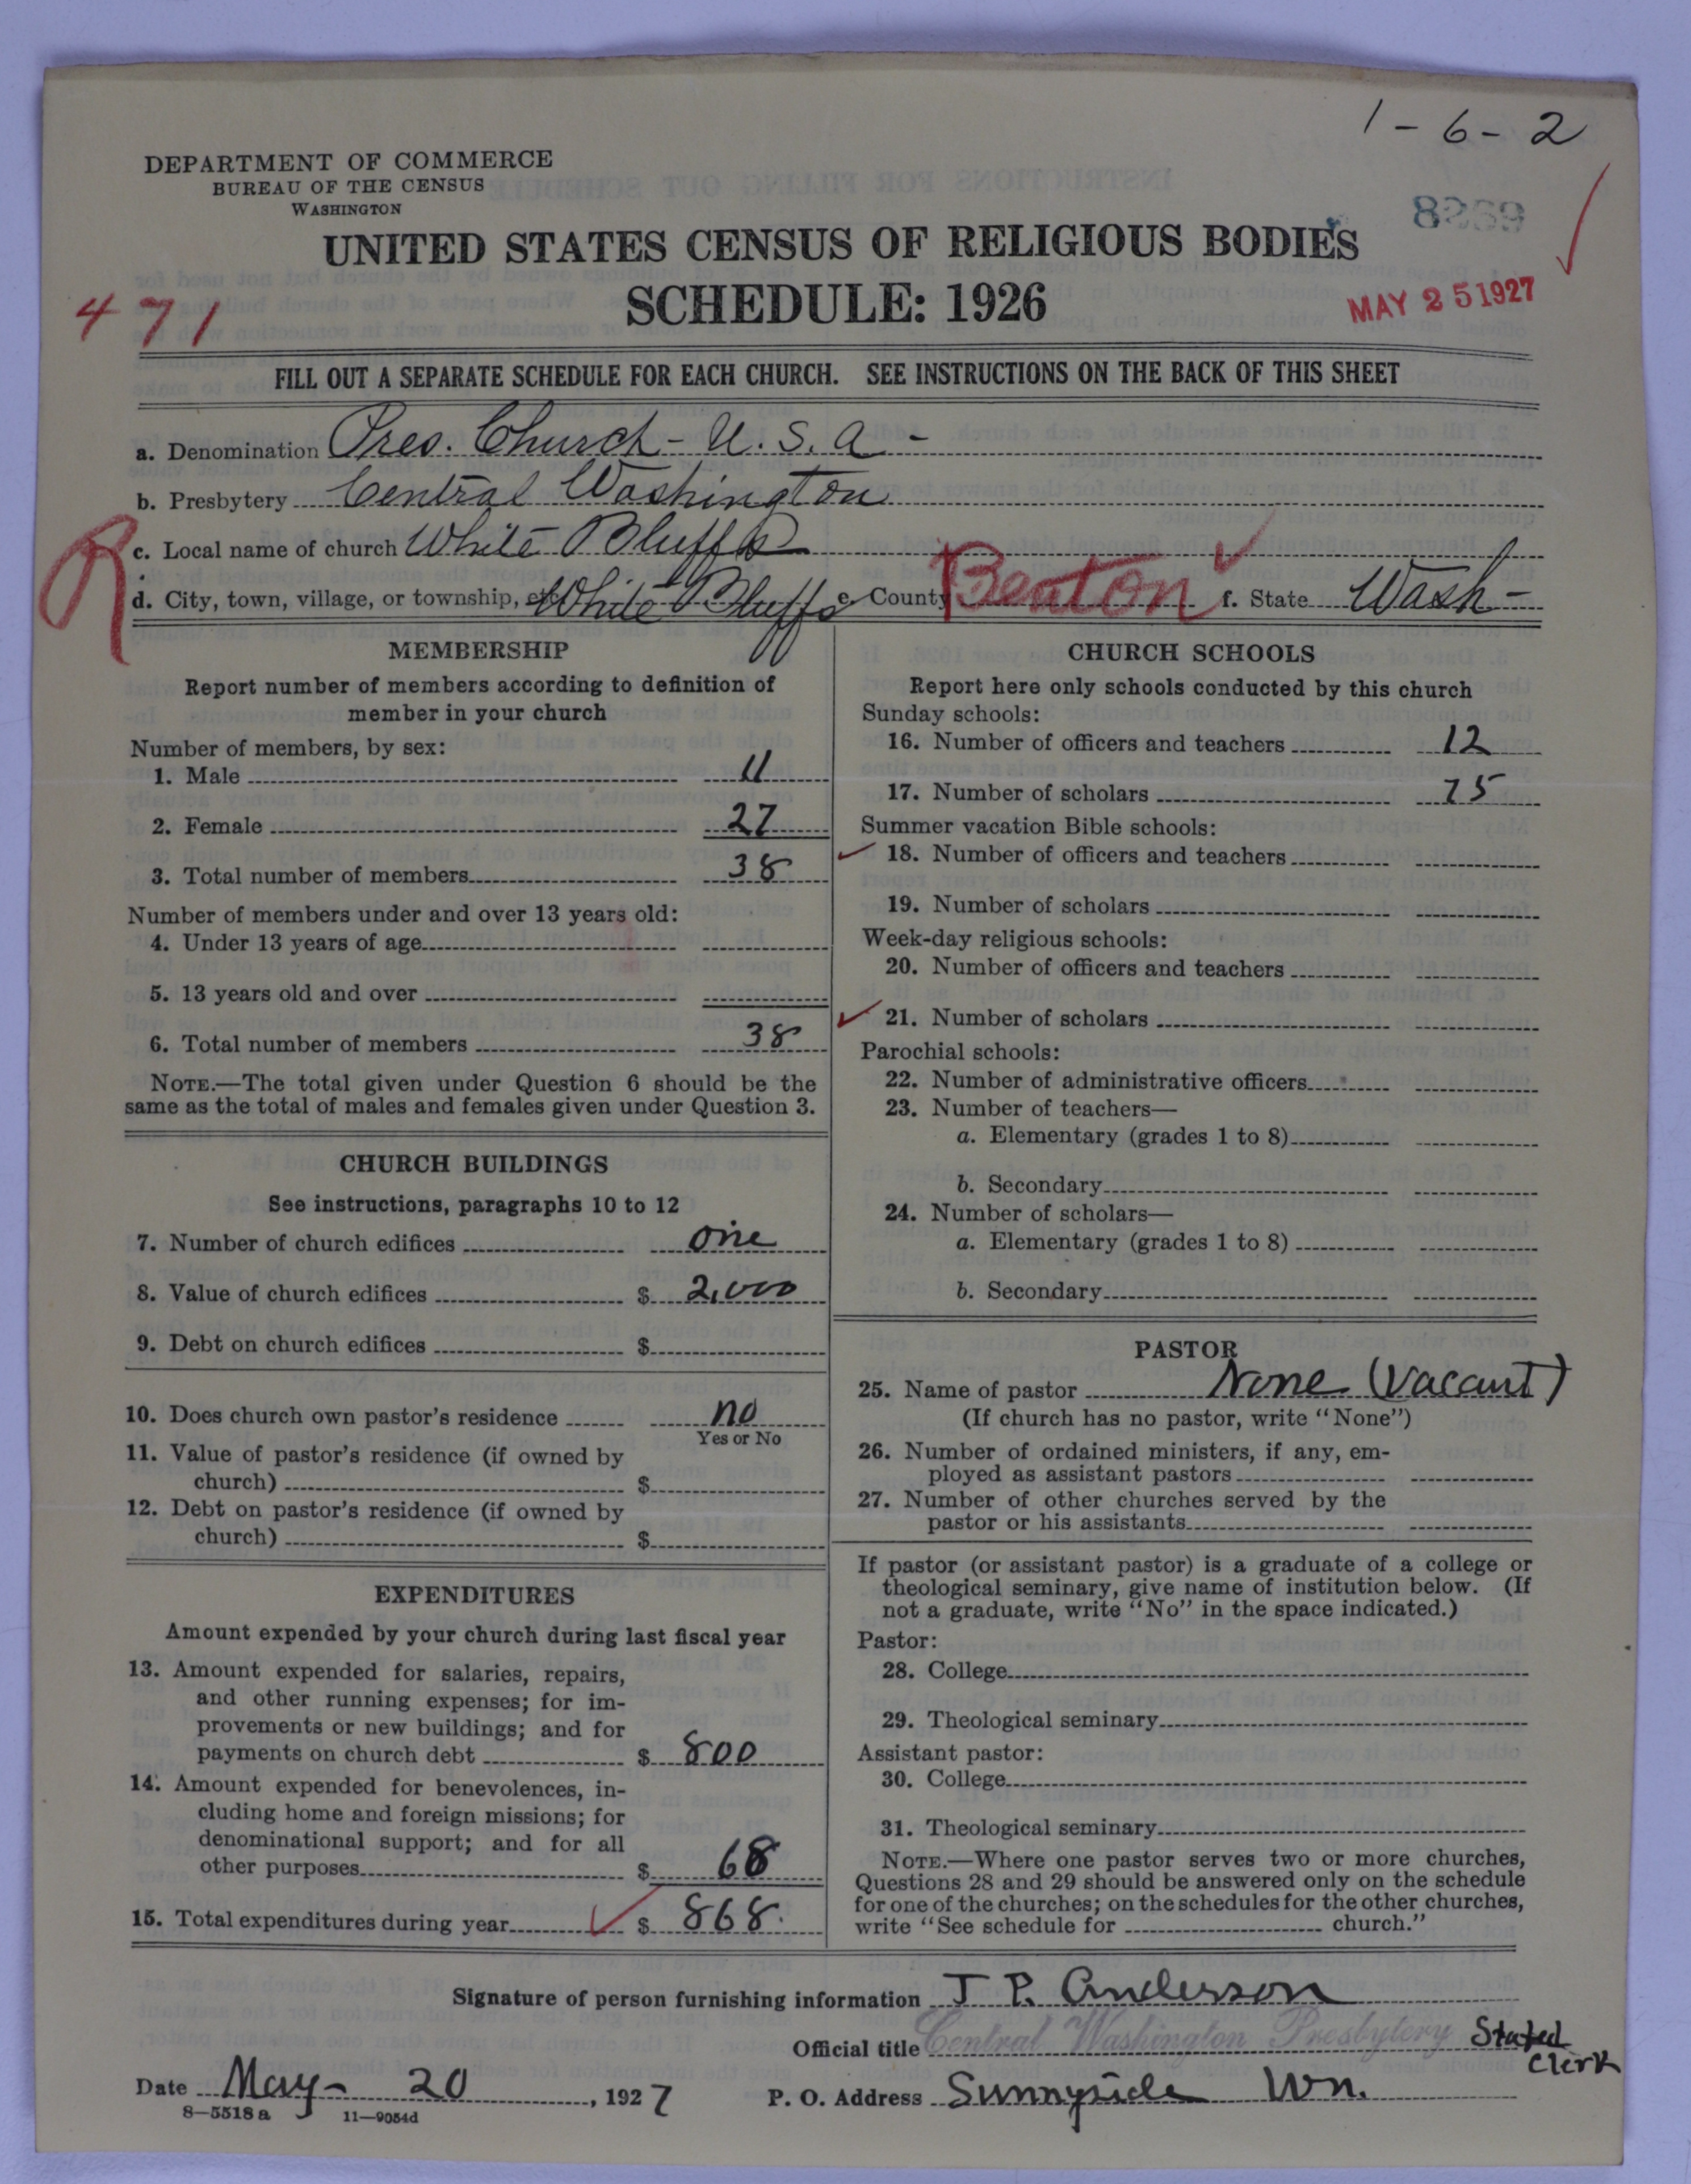 1-6-2
DEPARTMENT OF COMMERCE
BUREAU OF THE CENSUS
WASHINGTON
UNITED STATES CENSUS OF RELIGIOUS BODIES
SCHEDULE: 1926
471
MAY 25 1927
FILL OUT A SEPARATE SCHEDULE FOR EACH CHURCH. SEE INSTRUCTIONS ON THE BACK OF THIS SHEET
a. Denomination Pres. Church - U. S. A -
b. Presbytery Central Washington
R
c. Local name of church White Bluffs
d. City, town, village, or township, etc. White Bluffs e. County Benton f. State Wash -
MEMBERSHIP
Report number of members according to definition of
member in your church
Number of members, by sex:
1. Male 11
2. Female 27
3. Total number of members 38
Number of members under and over 13 years old:
4. Under 13 years of age
5. 13 years old and over
6. Total number of members 38
NOTE.—The total given under Question 6 should be the
same as the total of males and females given under Question 3.
CHURCH BUILDINGS
See instructions, paragraphs 10 to 12
7. Number of church edifices one
8. Value of church edifices $ 2,000
9. Debt on church edifices $
10. Does church own pastor's residence no
Yes or No
11. Value of pastor's residence (if owned by
church) $
12. Debt on pastor's residence (if owned by
church) $
EXPENDITURES
Amount expended by your church during last fiscal year
13. Amount expended for salaries, repairs,
and other running expenses; for im-
provements or new buildings; and for
payments on church debt $ 800
14. Amount expended for benevolences, in-
cluding home and foreign missions; for
denominational support; and for all
other purposes $ 68
15. Total expenditures during year $ 868.
CHURCH SCHOOLS
Report here only schools conducted by this church
Sunday schools:
16. Number of officers and teachers 12
17. Number of scholars 75
Summer vacation Bible schools:
18. Number of officers and teachers
19. Number of scholars
Week-day religious schools:
20. Number of officers and teachers
21. Number of scholars
Parochial schools:
22. Number of administrative officers
23. Number of teachers—
a. Elementary (grades 1 to 8)
b. Secondary
24. Number of scholars—
a. Elementary (grades 1 to 8)
b. Secondary
PASTOR
25. Name of pastor None (Vacant)
(If church has no pastor, write "None")
26. Number of ordained ministers, if any, em-
ployed as assistant pastors
27. Number of other churches served by the
pastor or his assistants
If pastor (or assistant pastor) is a graduate of a college or
theological seminary, give name of institution below. (If
not a graduate, write "No" in the space indicated.)
Pastor:
28. College
29. Theological seminary
Assistant pastor:
30. College
31. Theological seminary
NOTE.—Where one pastor serves two or more churches,
Questions 28 and 29 should be answered only on the schedule
for one of the churches; on the schedules for the other churches,
write "See schedule for church."
Signature of person furnishing information J P. Anderson
Official title Central Washington Presbytery Stated
Clerk
Date May - 20, 1927 P. O. Address Sunnyside Wn.
8—5518 a 11—9054d